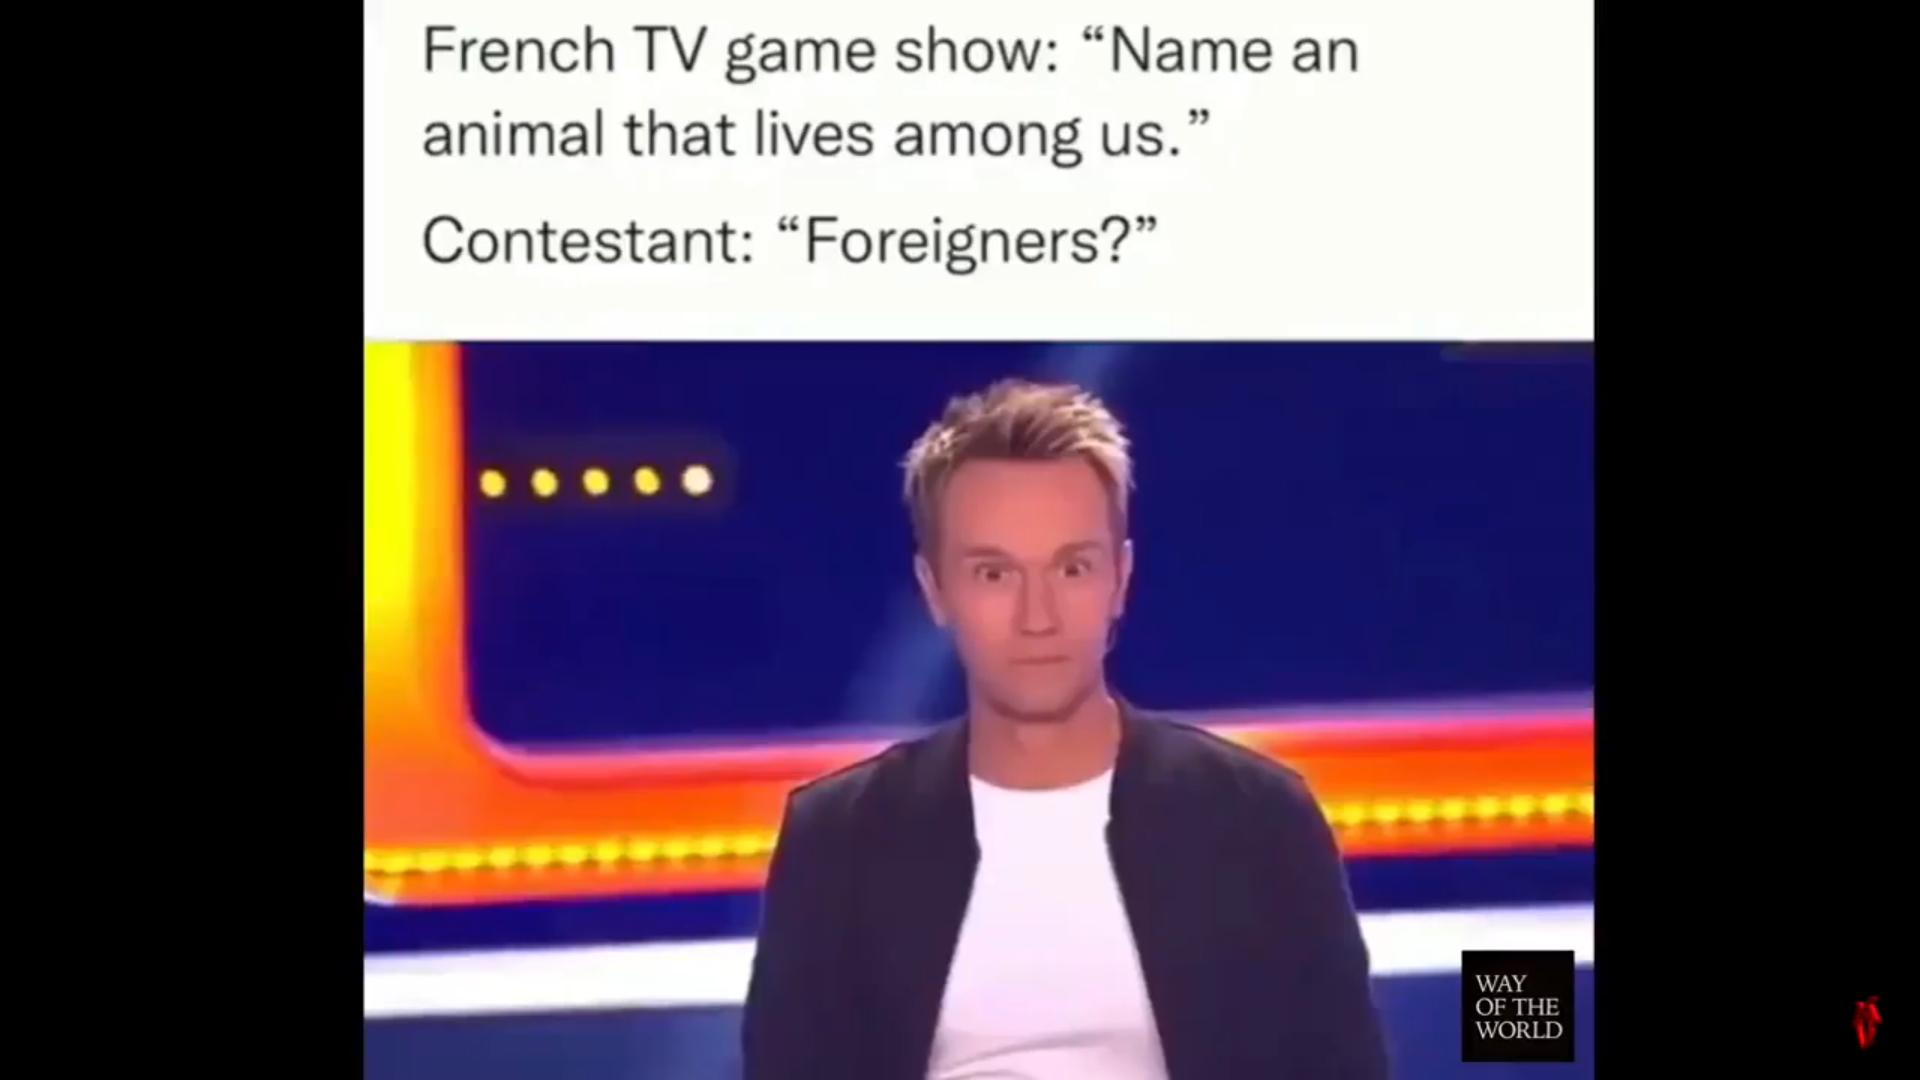 French TV game show: “Name an
animal that lives among us.”
Contestant: “Foreigners?”
WAY
OF THE
WORLD